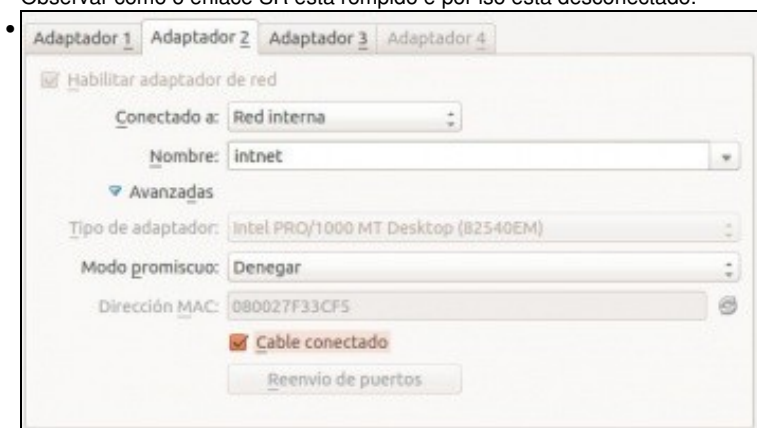 Observar como o enlace SR está rompido e por iso está desconectado.
Adaptador 1 Adaptador 2 Adaptador 3 Adaptador 4
Habilitar adaptador de red
Conectado a: Red interna
Nombre: intnet
Avanzadas
Tipo de adaptador: Intel PRO/1000 MT Desktop (82540EM)
Modo promiscuo: Denegar
Dirección MAC: 080027F33CF5
Cable conectado
Reenvío de puertos